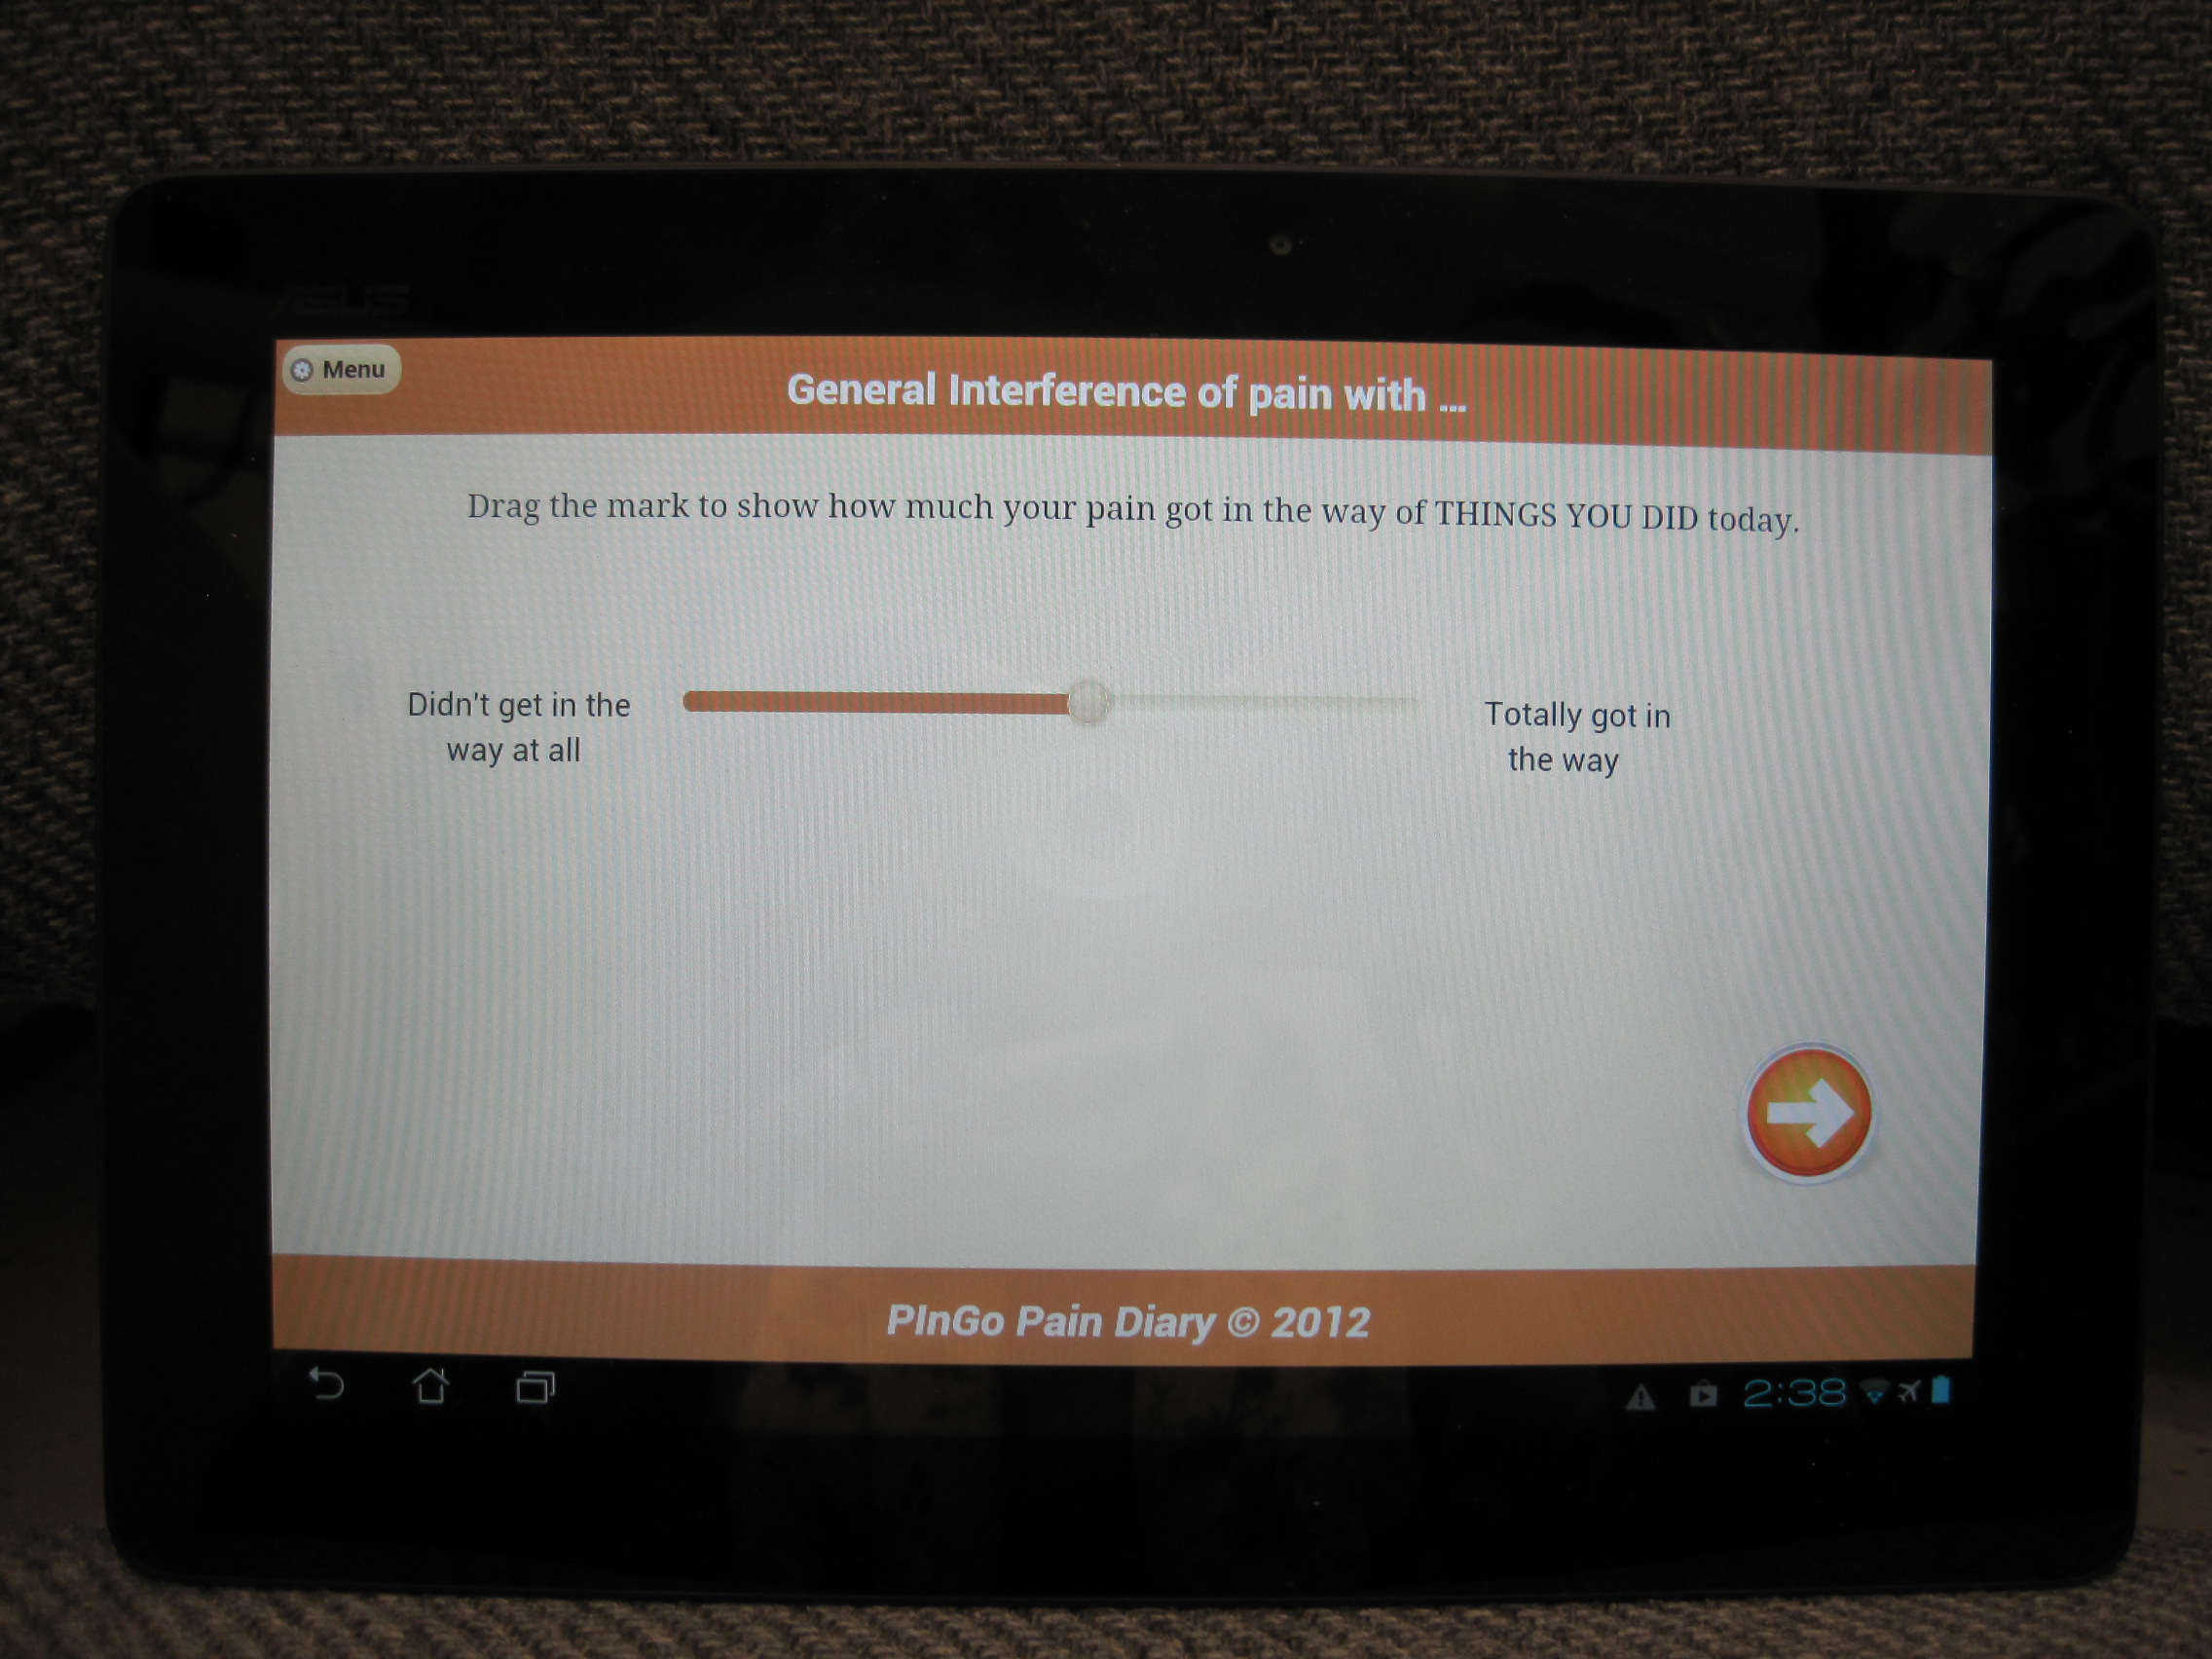 ASUS
Menu
General Interference of pain with ...
Drag the mark to show how much your pain got in the way of THINGS YOU DID today.
Didn't get in the
way at all
Totally got in
the way
PInGo Pain Diary © 2012
2:38